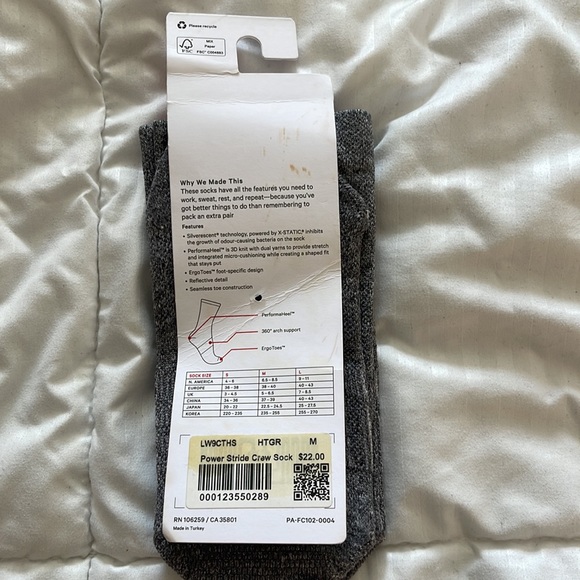 Please recycle
FSC
MIX
Paper
FSC® C004883
Why We Made This
These socks have all the features you need to
work, sweat, rest, and repeat—because you've
got better things to do than remembering to
pack an extra pair
Features
• Silverescent® technology, powered by X-STATIC,® inhibits
the growth of odour-causing bacteria on the sock
• PerformaHeel™ is 3D knit with dual yarns to provide stretch
and integrated micro-cushioning while creating a shaped fit
that stays put
• ErgoToes™ foot-specific design
• Reflective detail
• Seamless toe construction
PerformaHeel™
360° arch support
ErgoToes™
SOCK SIZE S M L
N. AMERICA 4 - 6 6.5 - 8.5 9 - 11
EUROPE 36 - 38 38 - 40 40 - 43
UK 2 - 4.5 5 - 6.5 7 - 8.5
CHINA 34 - 36 37 - 39 40 - 43
JAPAN 20 - 22 22.5 - 24.5 25 - 27.5
KOREA 220 - 235 235 - 255 255 - 270
LW9CTHS HTGR M
Power Stride Crew Sock $22.00
000123550289
RN 106259 / CA 35801 PA-FC102-0004
Made in Turkey